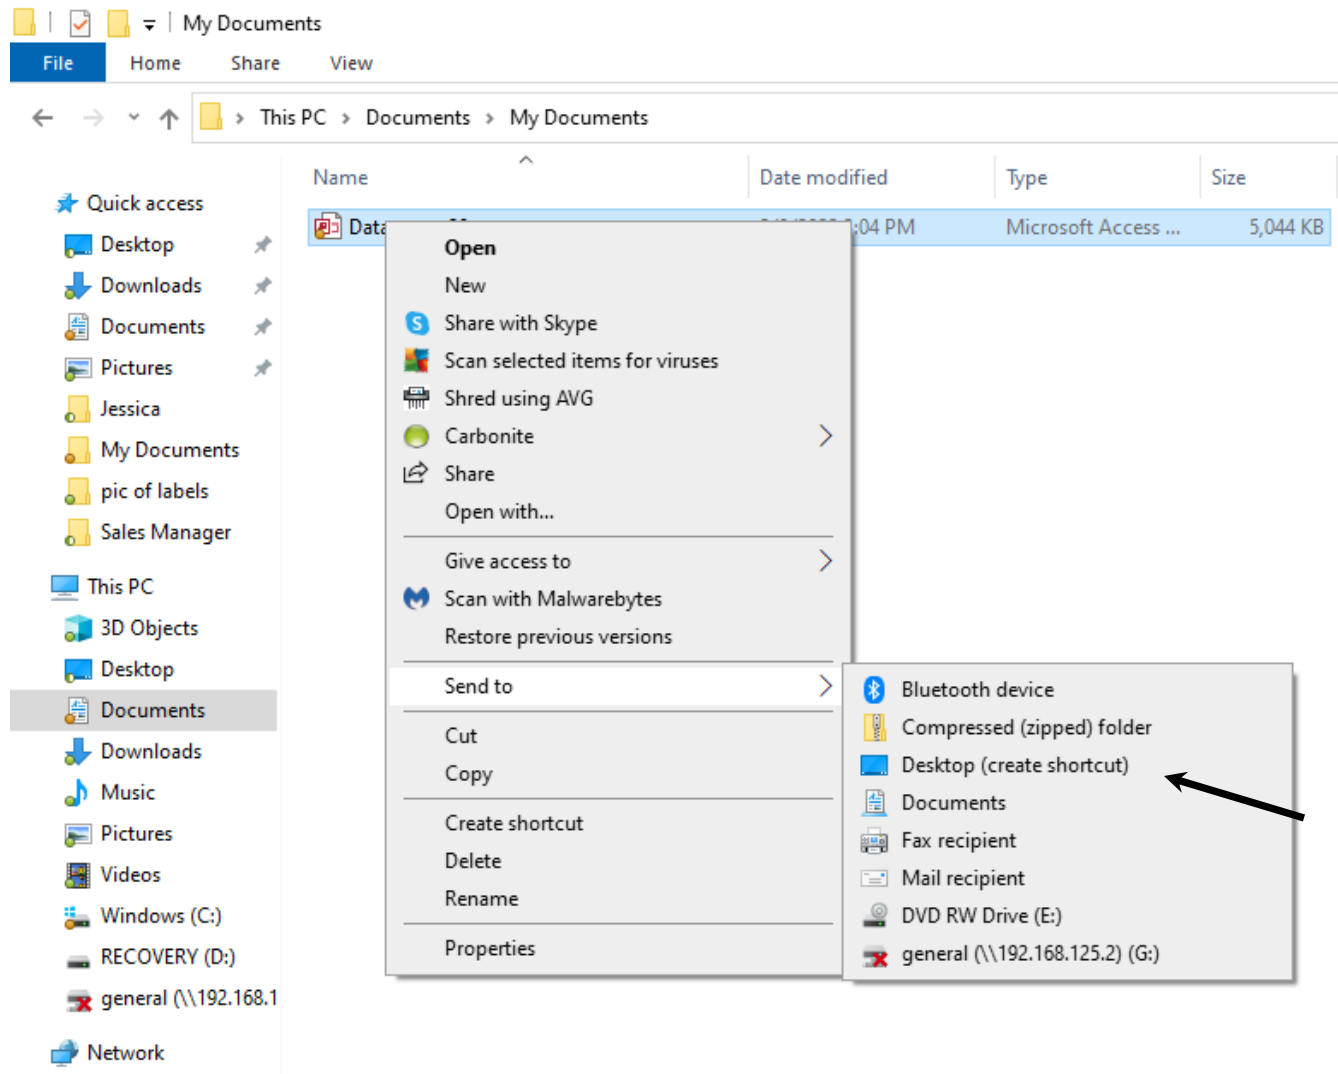 My Documents
File Home Share View
This PC > Documents > My Documents
Name Date modified Type Size
Quick access
Desktop
Downloads
Documents
Pictures
Jessica
My Documents
pic of labels
Sales Manager
This PC
3D Objects
Desktop
Documents
Downloads
Music
Pictures
Videos
Windows (C:)
RECOVERY (D:)
general (\\192.168.1
Network
Data :04 PM Microsoft Access ... 5,044 KB
Open
New
Share with Skype
Scan selected items for viruses
Shred using AVG
Carbonite
Share
Open with...
Give access to
Scan with Malwarebytes
Restore previous versions
Send to
Cut
Copy
Create shortcut
Delete
Rename
Properties
Bluetooth device
Compressed (zipped) folder
Desktop (create shortcut)
Documents
Fax recipient
Mail recipient
DVD RW Drive (E:)
general (\\192.168.125.2) (G:)